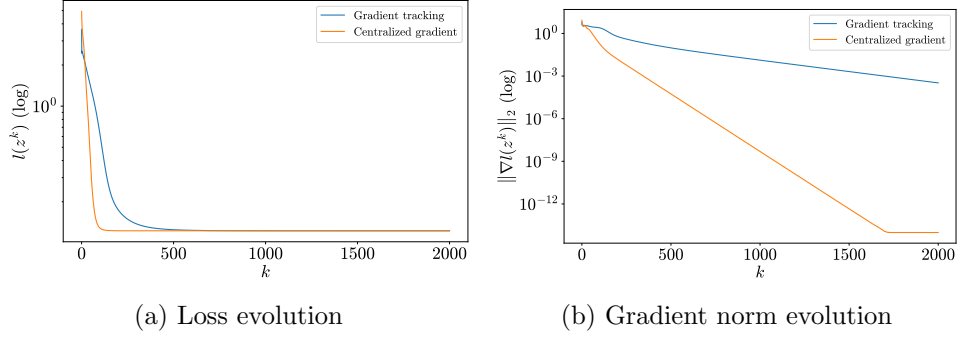 Gradient tracking
Centralized gradient
l(z^k) (log)
10^0
0
500
1000
1500
2000
k
(a) Loss evolution
Gradient tracking
Centralized gradient
||∇l(z^k)||_2 (log)
10^0
10^-3
10^-6
10^-9
10^-12
0
500
1000
1500
2000
k
(b) Gradient norm evolution